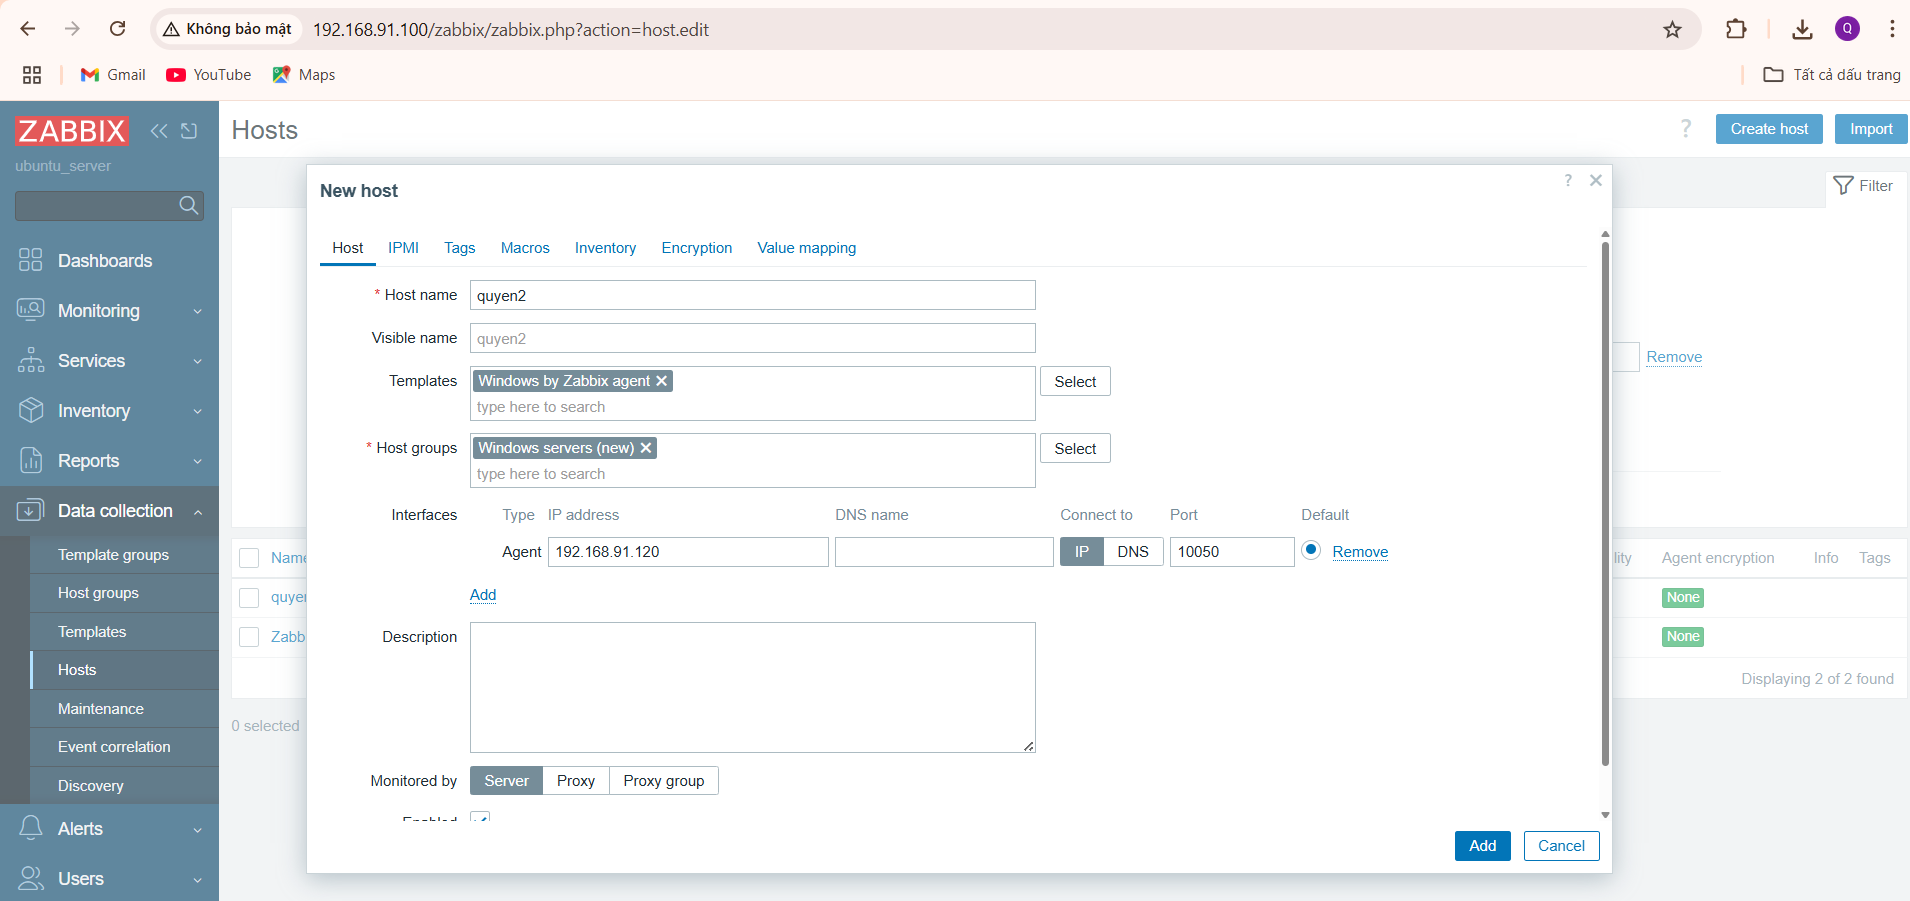 Không bảo mật 192.168.91.100/zabbix/zabbix.php?action=host.edit Q
Gmail YouTube Maps Tất cả dấu trang
ZABBIX
ubuntu_server
Dashboards
Monitoring
Services
Inventory
Reports
Data collection
Template groups
Host groups
Templates
Hosts
Maintenance
Event correlation
Discovery
Alerts
Users
Hosts ? Create host Import
Filter
Remove
Name
Agent encryption Info Tags
None
None
Displaying 2 of 2 found
0 selected
New host ?
Host IPMI Tags Macros Inventory Encryption Value mapping
* Host name quyen2
Visible name quyen2
Templates Windows by Zabbix agent Select
type here to search
* Host groups Windows servers (new) Select
type here to search
Interfaces Type IP address DNS name Connect to Port Default
Agent 192.168.91.120 IP DNS 10050 Remove
Add
Description
Monitored by Server Proxy Proxy group
Enabled
Add Cancel